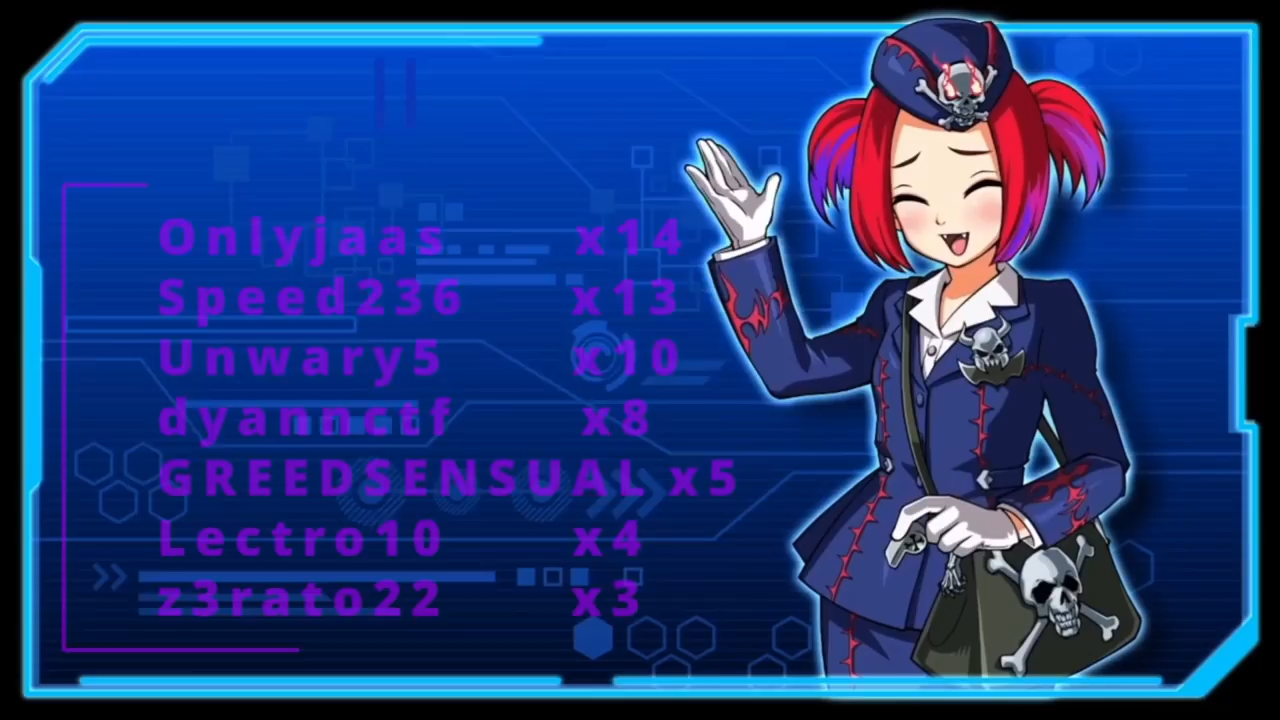 Onlyjaas x14
Speed236 x13
Unwary5 x10
dyannctf x8
GREEDSENSUAL x5
Lectro10 x4
z3rato22 x3